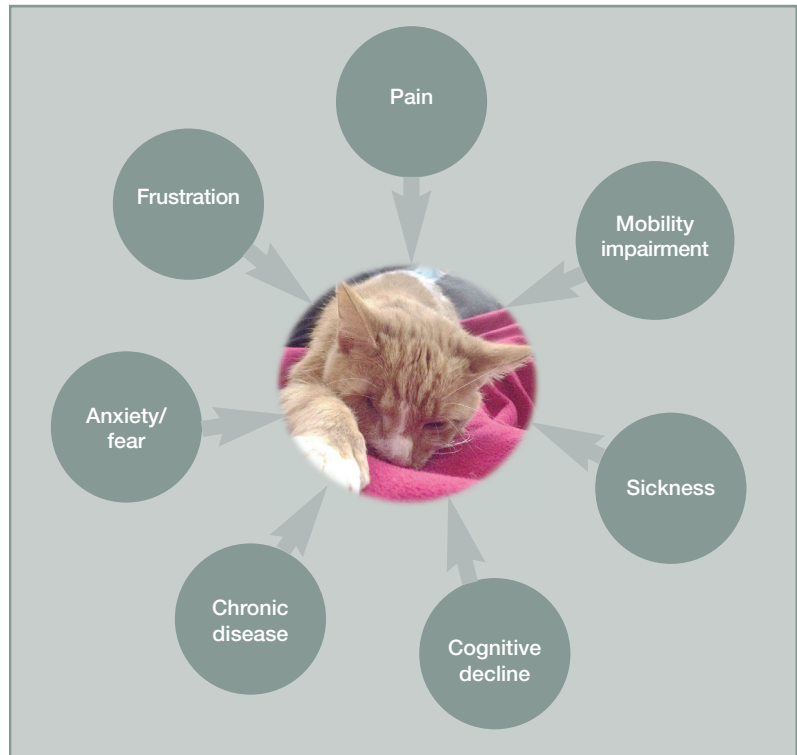 Pain
Frustration
Mobility
impairment
Anxiety/
fear
Sickness
Chronic
disease
Cognitive
decline